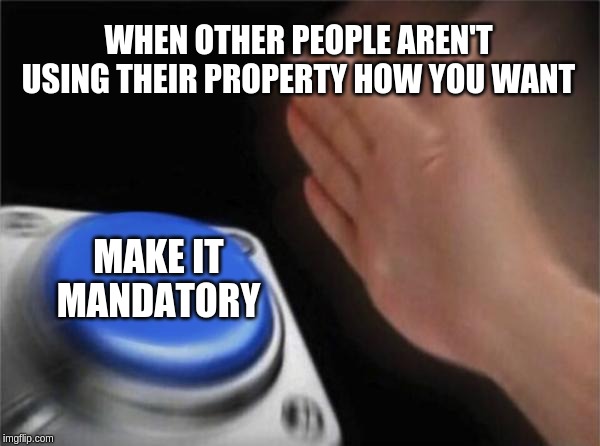 WHEN OTHER PEOPLE AREN'T
USING THEIR PROPERTY HOW YOU WANT
MAKE IT
MANDATORY
imgflip.com